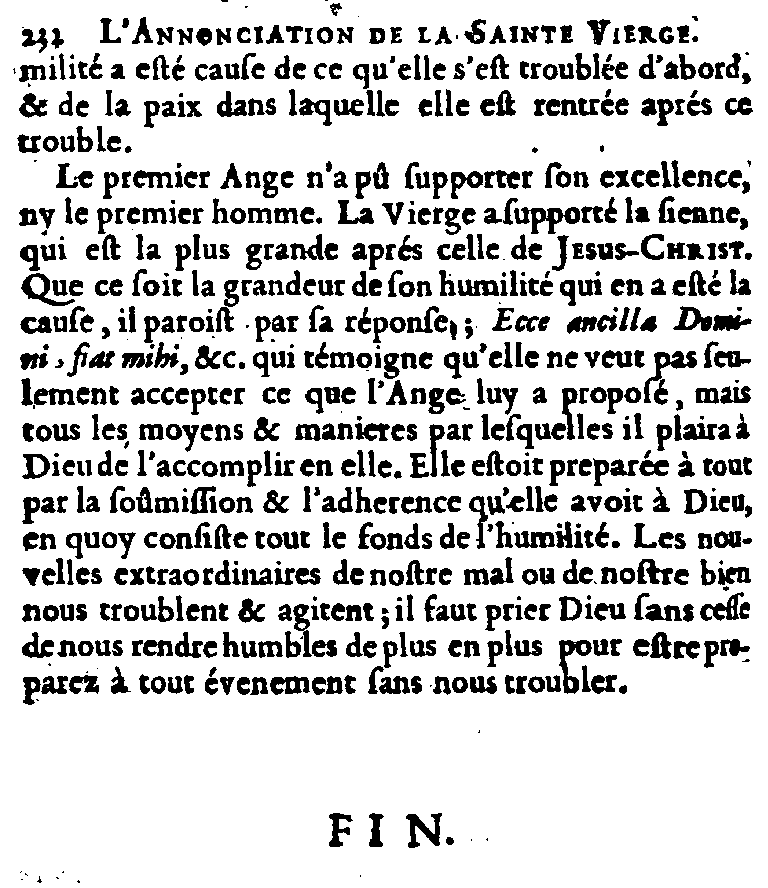 232 L'ANNONCIATION DE LA SAINTE VIERGE.
milité a eſté cauſe de ce qu'elle s'eſt troublée d'abord,
& de la paix dans laquelle elle eſt rentrée aprés ce
trouble.
Le premier Ange n'a pû ſupporter ſon excellence,
ny le premier homme. La Vierge a ſupporté la ſienne,
qui eſt la plus grande aprés celle de JESUS-CHRIST.
Que ce ſoit la grandeur de ſon humilité qui en a eſté la
cauſe, il paroiſt par ſa réponſe, ; Ecce ancilla Domi-
ni, fiat mihi, &c. qui témoigne qu'elle ne veut pas ſeu-
lement accepter ce que l'Ange luy a propoſé, mais
tous les moyens & manieres par leſquelles il plaira à
Dieu de l'accomplir en elle. Elle eſtoit preparée à tout
par la ſoûmiſſion & l'adherence qu'elle avoit à Dieu,
en quoy conſiſte tout le fonds de l'humilité. Les nou-
velles extraordinaires de noſtre mal ou de noſtre bien
nous troublent & agitent ; il faut prier Dieu ſans ceſſe
de nous rendre humbles de plus en plus pour eſtre pre-
parez à tout évenement ſans nous troubler.
FIN.